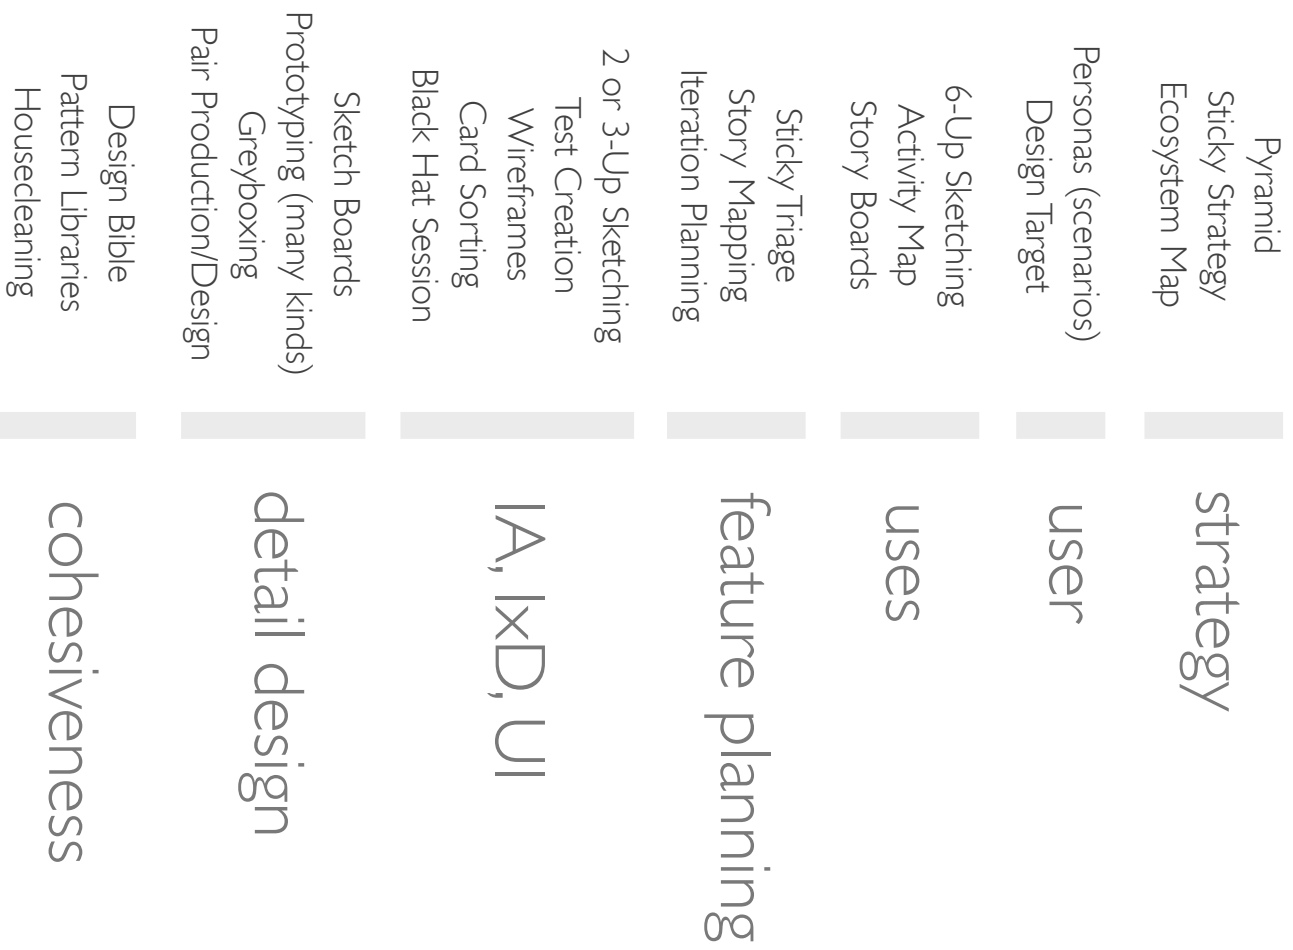 Pyramid
Sticky Strategy
Ecosystem Map
strategy
Personas (scenarios)
Design Target
user
6-Up Sketching
Activity Map
Story Boards
uses
Sticky Triage
Story Mapping
Iteration Planning
feature planning
2 or 3-Up Sketching
Test Creation
Wireframes
Card Sorting
Black Hat Session
IA, IxD, UI
Sketch Boards
Prototyping (many kinds)
Greyboxing
Pair Production/Design
detail design
Design Bible
Pattern Libraries
Housecleaning
cohesiveness